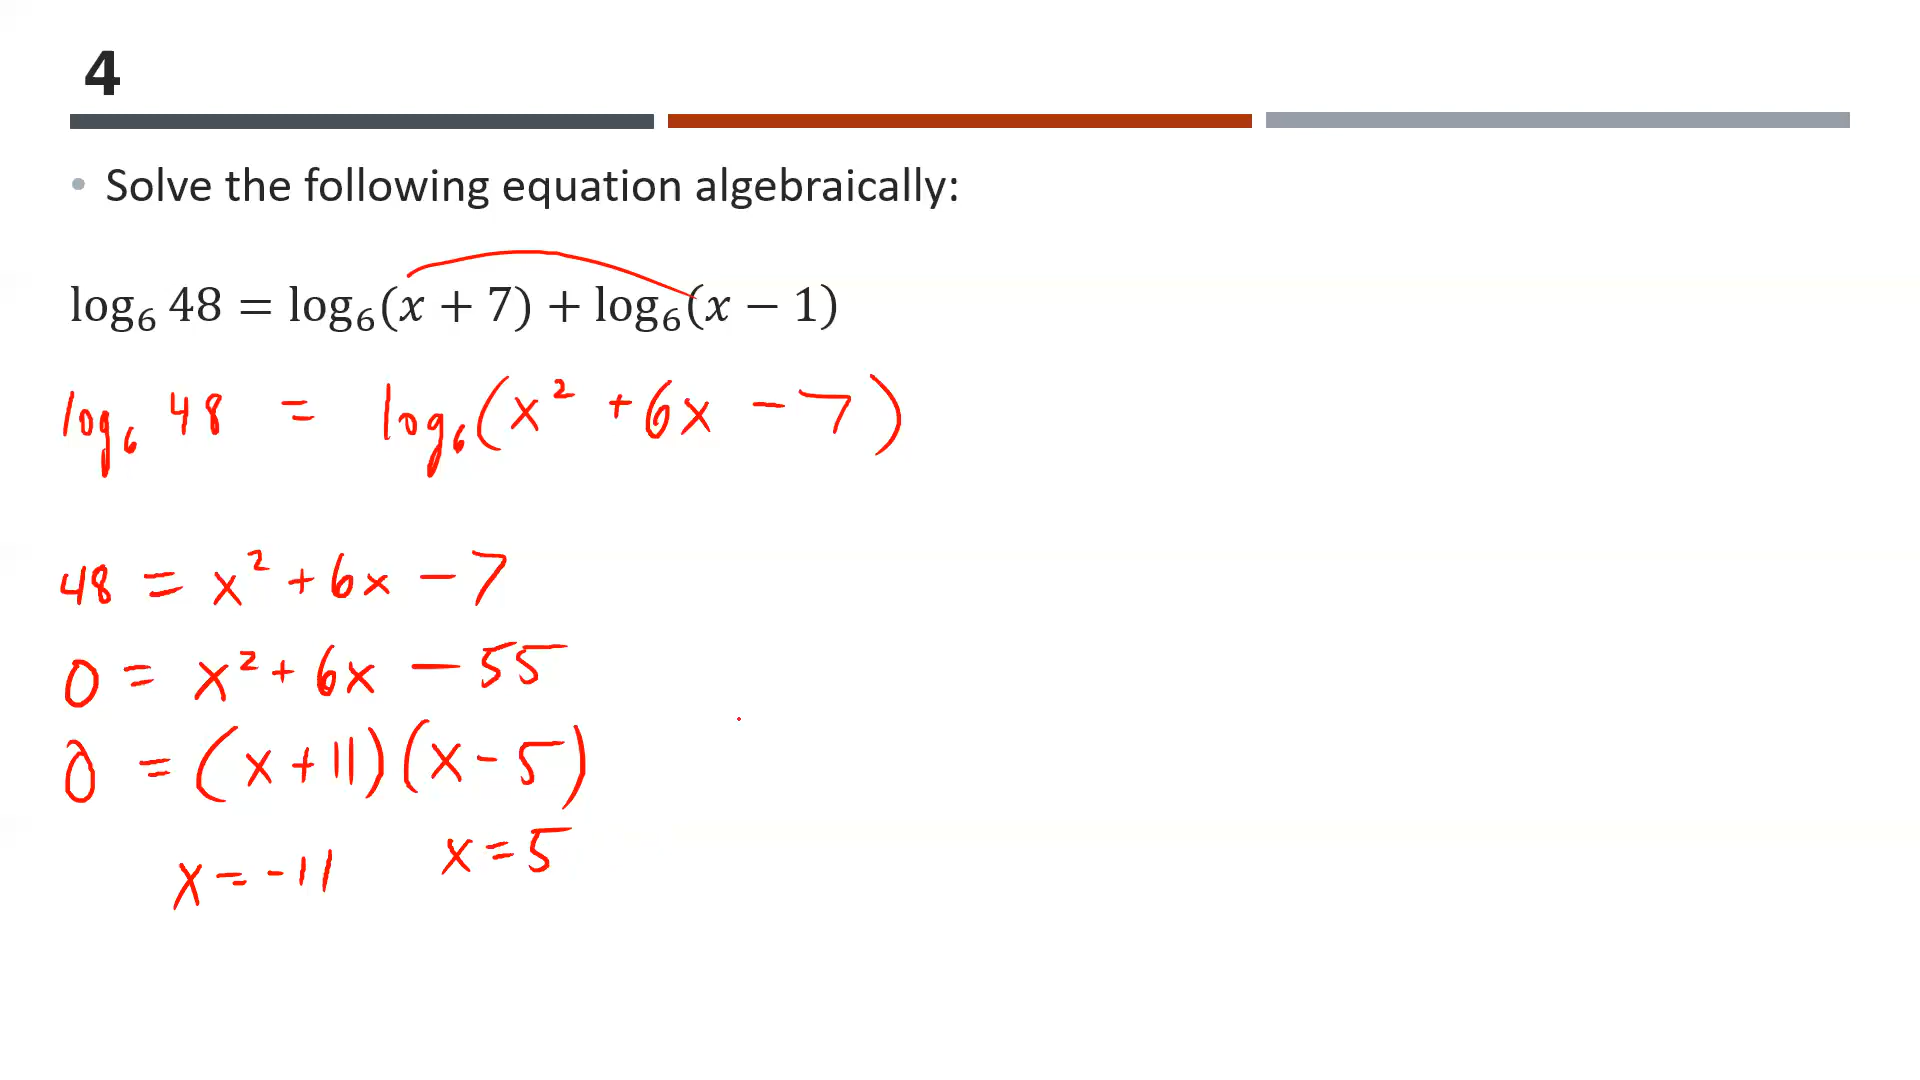 4
• Solve the following equation algebraically:
log₆ 48 = log₆(x + 7) + log₆(x − 1)
log₆ 48 = log₆(x² + 6x − 7)
48 = x² + 6x − 7
0 = x² + 6x − 55
0 = (x + 11)(x − 5)
x = −11 x = 5